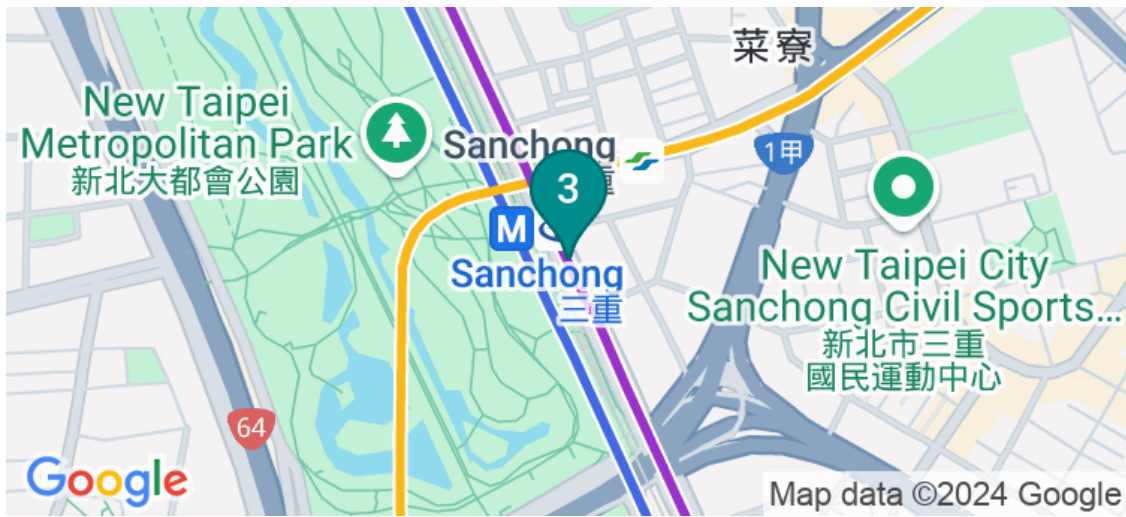 菜寮
New Taipei
Metropolitan Park
新北大都會公園
Sanchong
1甲
3
M
Sanchong
三重
New Taipei City
Sanchong Civil Sports...
新北市三重
國民運動中心
64
Google
Map data ©2024 Google